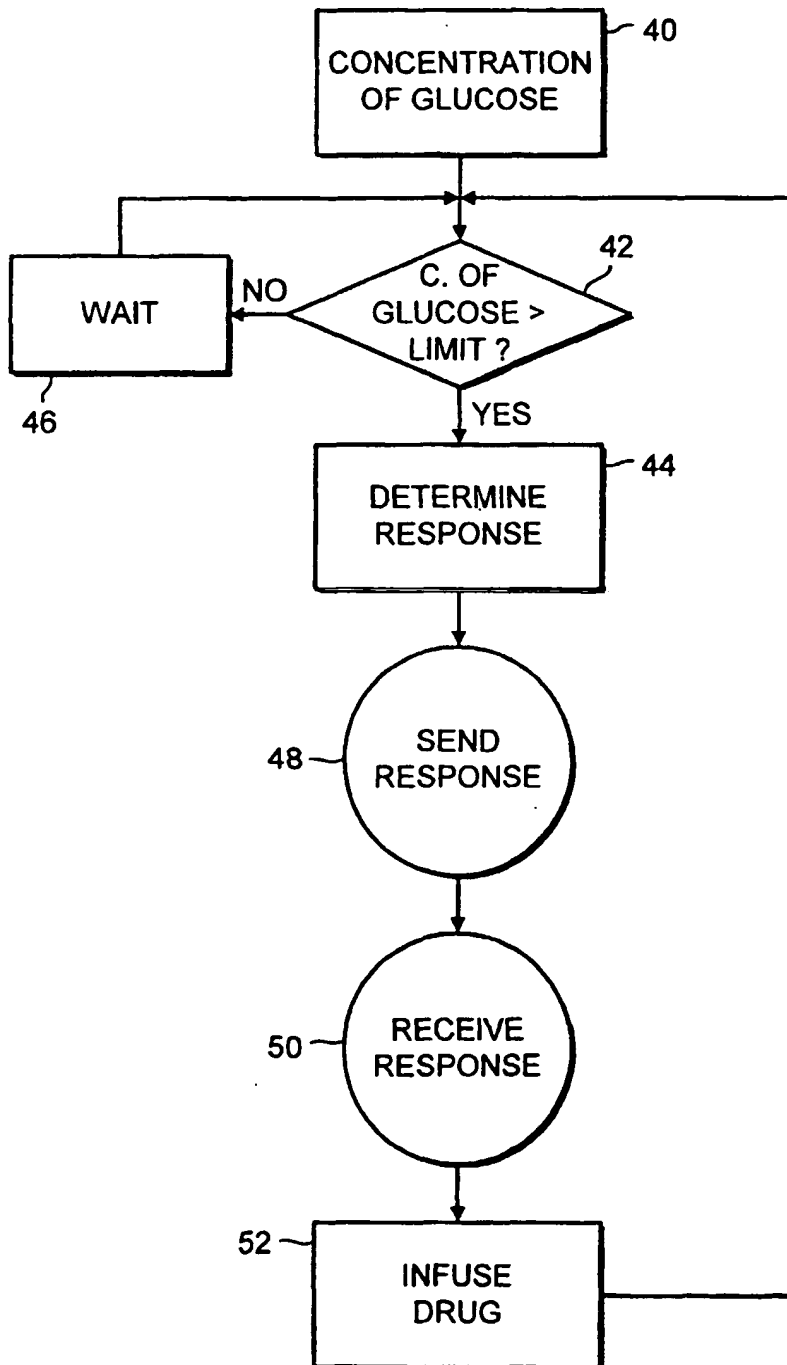 40
CONCENTRATION
OF GLUCOSE
42
C. OF
GLUCOSE >
LIMIT ?
NO
WAIT
46
YES
44
DETERMINE
RESPONSE
48
SEND
RESPONSE
50
RECEIVE
RESPONSE
52
INFUSE
DRUG